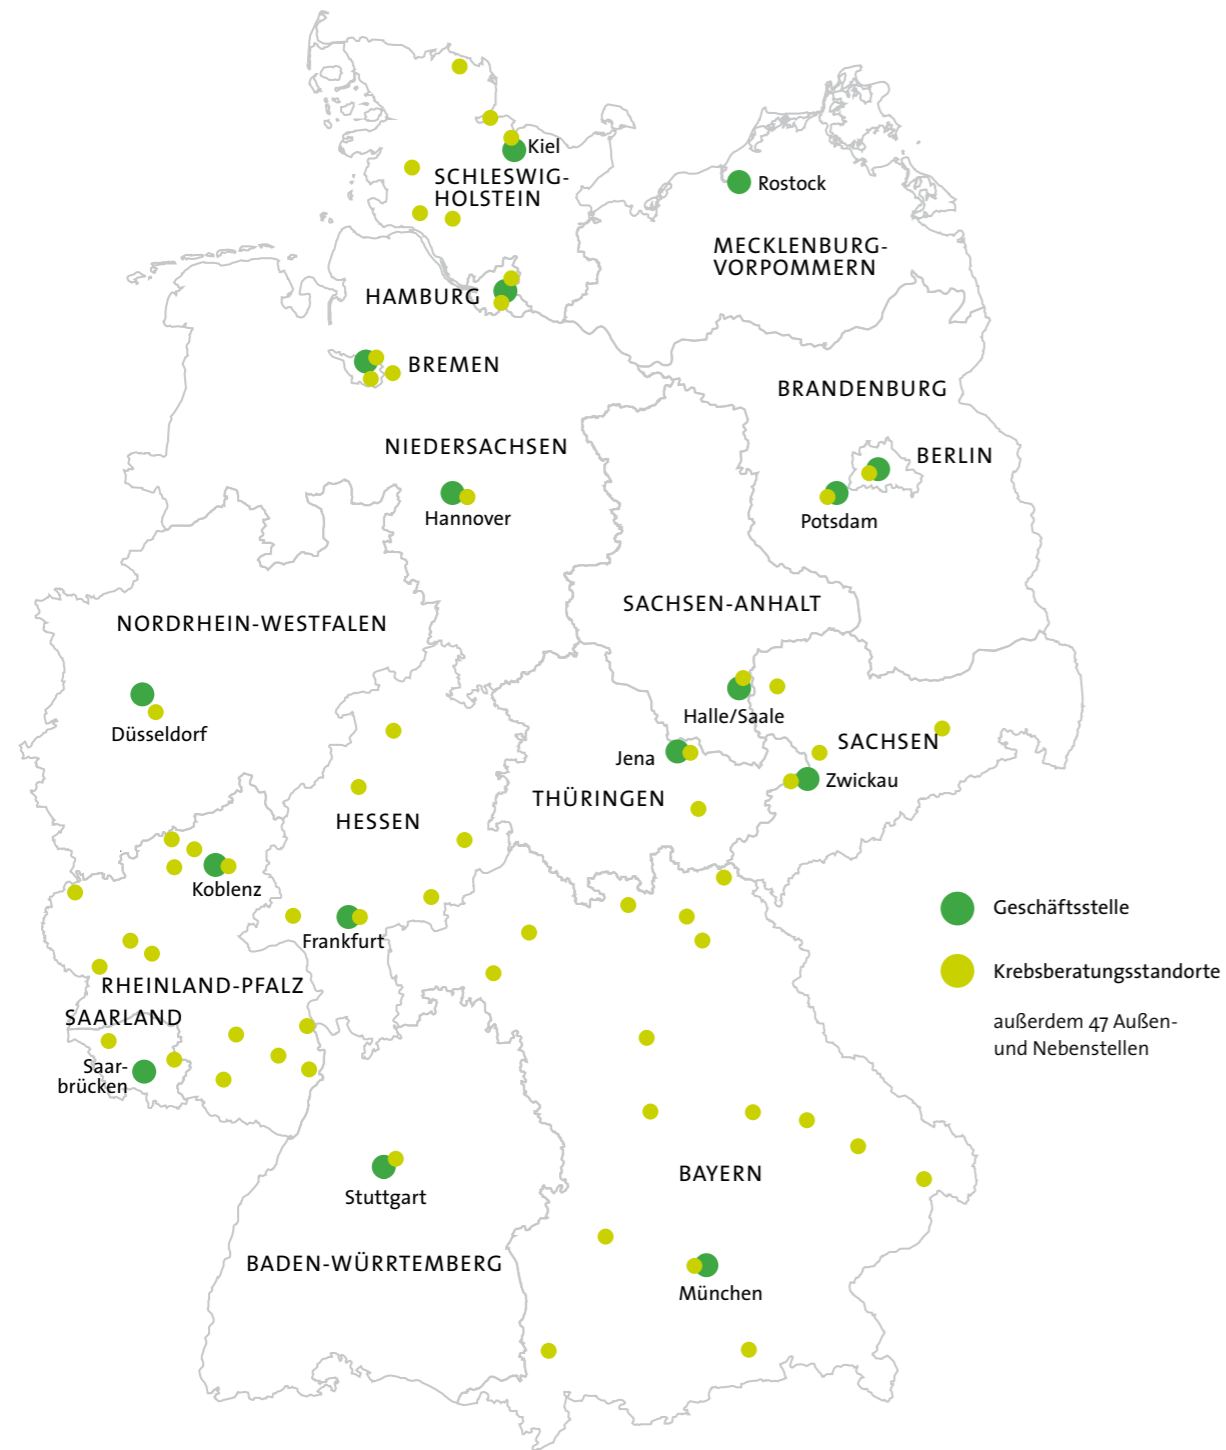 Kiel
SCHLESWIG-
HOLSTEIN
Rostock
MECKLENBURG-
VORPOMMERN
HAMBURG
BREMEN
BRANDENBURG
NIEDERSACHSEN
BERLIN
Hannover
Potsdam
SACHSEN-ANHALT
NORDRHEIN-WESTFALEN
Halle/Saale
Düsseldorf
SACHSEN
Jena
Zwickau
THÜRINGEN
HESSEN
Koblenz
Geschäftsstelle
Frankfurt
Krebsberatungsstandorte
RHEINLAND-PFALZ
SAARLAND
außerdem 47 Außen-
und Nebenstellen
Saar-
brücken
BAYERN
Stuttgart
BADEN-WÜRRTEMBERG
München